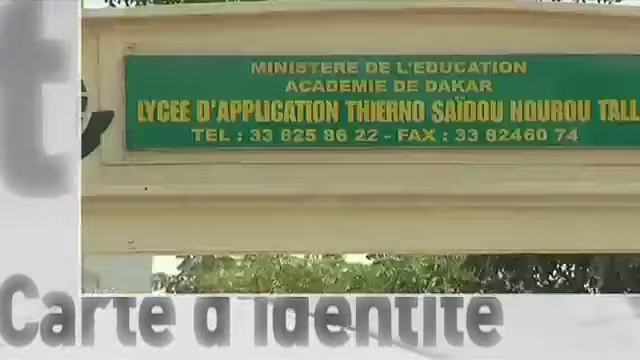 MINISTERE DE L'EDUCATION
ACADEMIE DE DAKAR
LYCEE D'APPLICATION THIERNO SAÏDOU NOUROU TALL
TEL : 33 825 86 22 - FAX : 33 82460 74
Carte d'identité